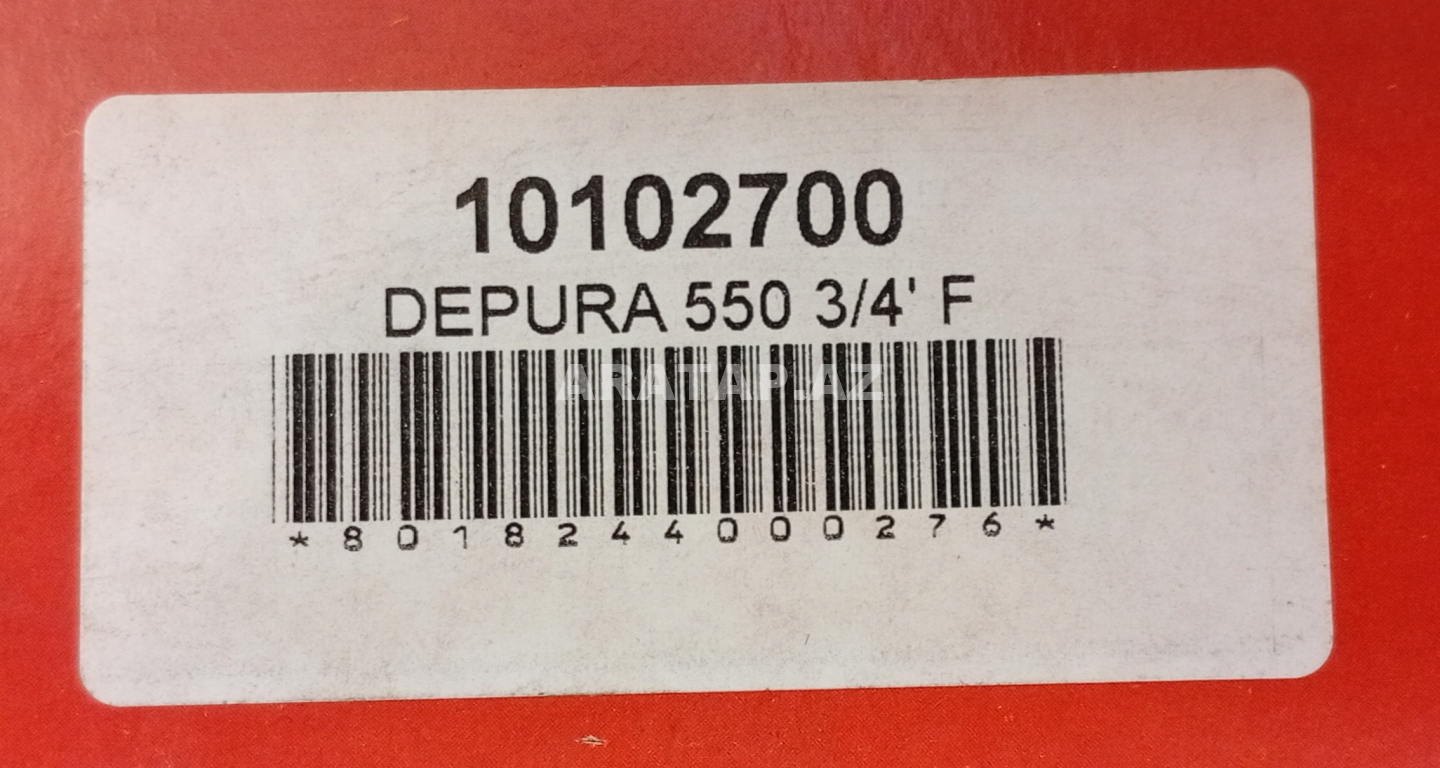 10102700
DEPURA 550 3/4' F
ARATAP.AZ
*8018244000276*